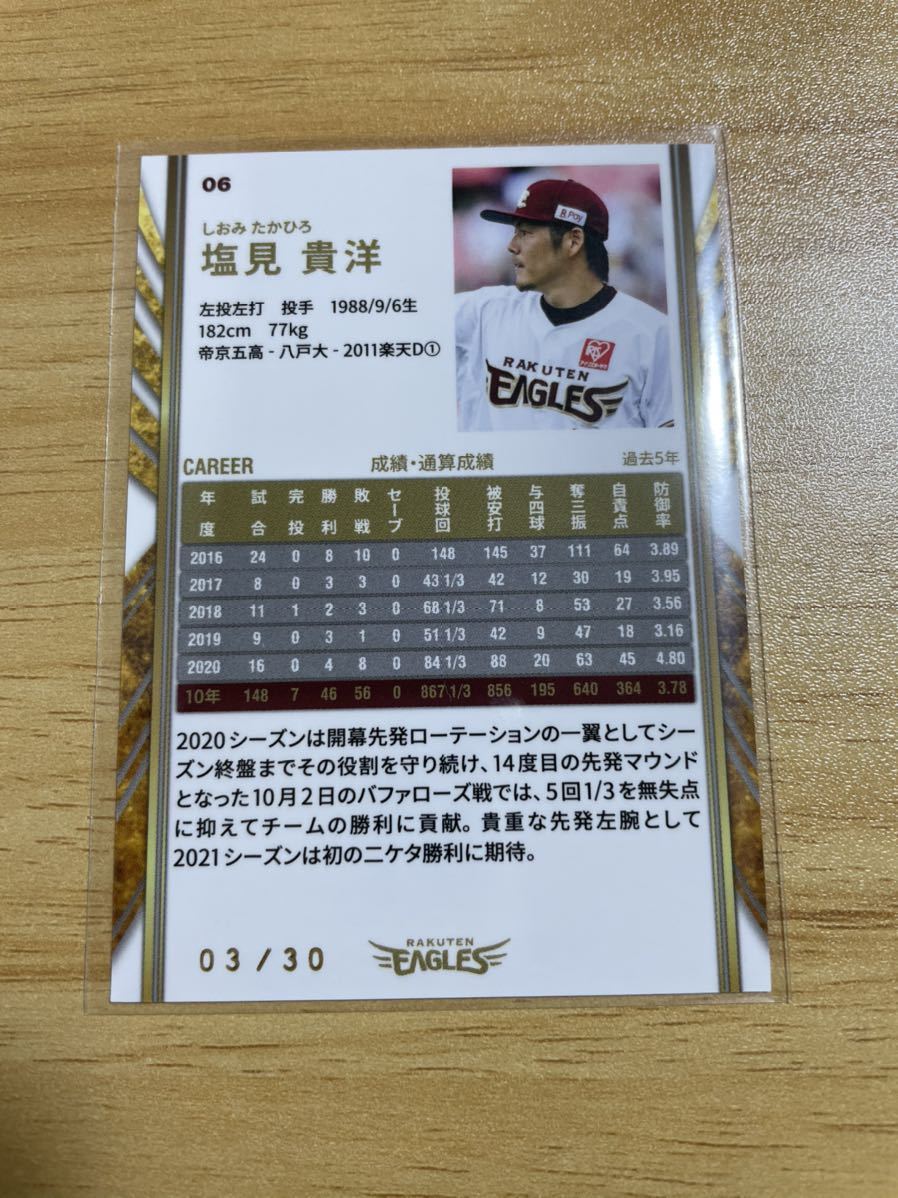 06
しおみ たかひろ
塩見 貴洋
左投左打　投手　1988/9/6生
182cm　77kg
帝京五高 - 八戸大 - 2011楽天D①
R Pay
RAKUTEN
EAGLES
CAREER 成績・通算成績 過去5年
年度 試合 完投 勝利 敗戦 セーブ 投球回 被安打 与四球 奪三振 自責点 防御率
2016 24 0 8 10 0 148 145 37 111 64 3.89
2017 8 0 3 3 0 43 1/3 42 12 30 19 3.95
2018 11 1 2 3 0 68 1/3 71 8 53 27 3.56
2019 9 0 3 1 0 51 1/3 42 9 47 18 3.16
2020 16 0 4 8 0 84 1/3 88 20 63 45 4.80
10年 148 7 46 56 0 867 1/3 856 195 640 364 3.78
2020シーズンは開幕先発ローテーションの一翼としてシー
ズン終盤までその役割を守り続け、14度目の先発マウンド
となった10月2日のバファローズ戦では、5回1/3を無失点
に抑えてチームの勝利に貢献。貴重な先発左腕として
2021シーズンは初の二ケタ勝利に期待。
03/30
RAKUTEN
EAGLES